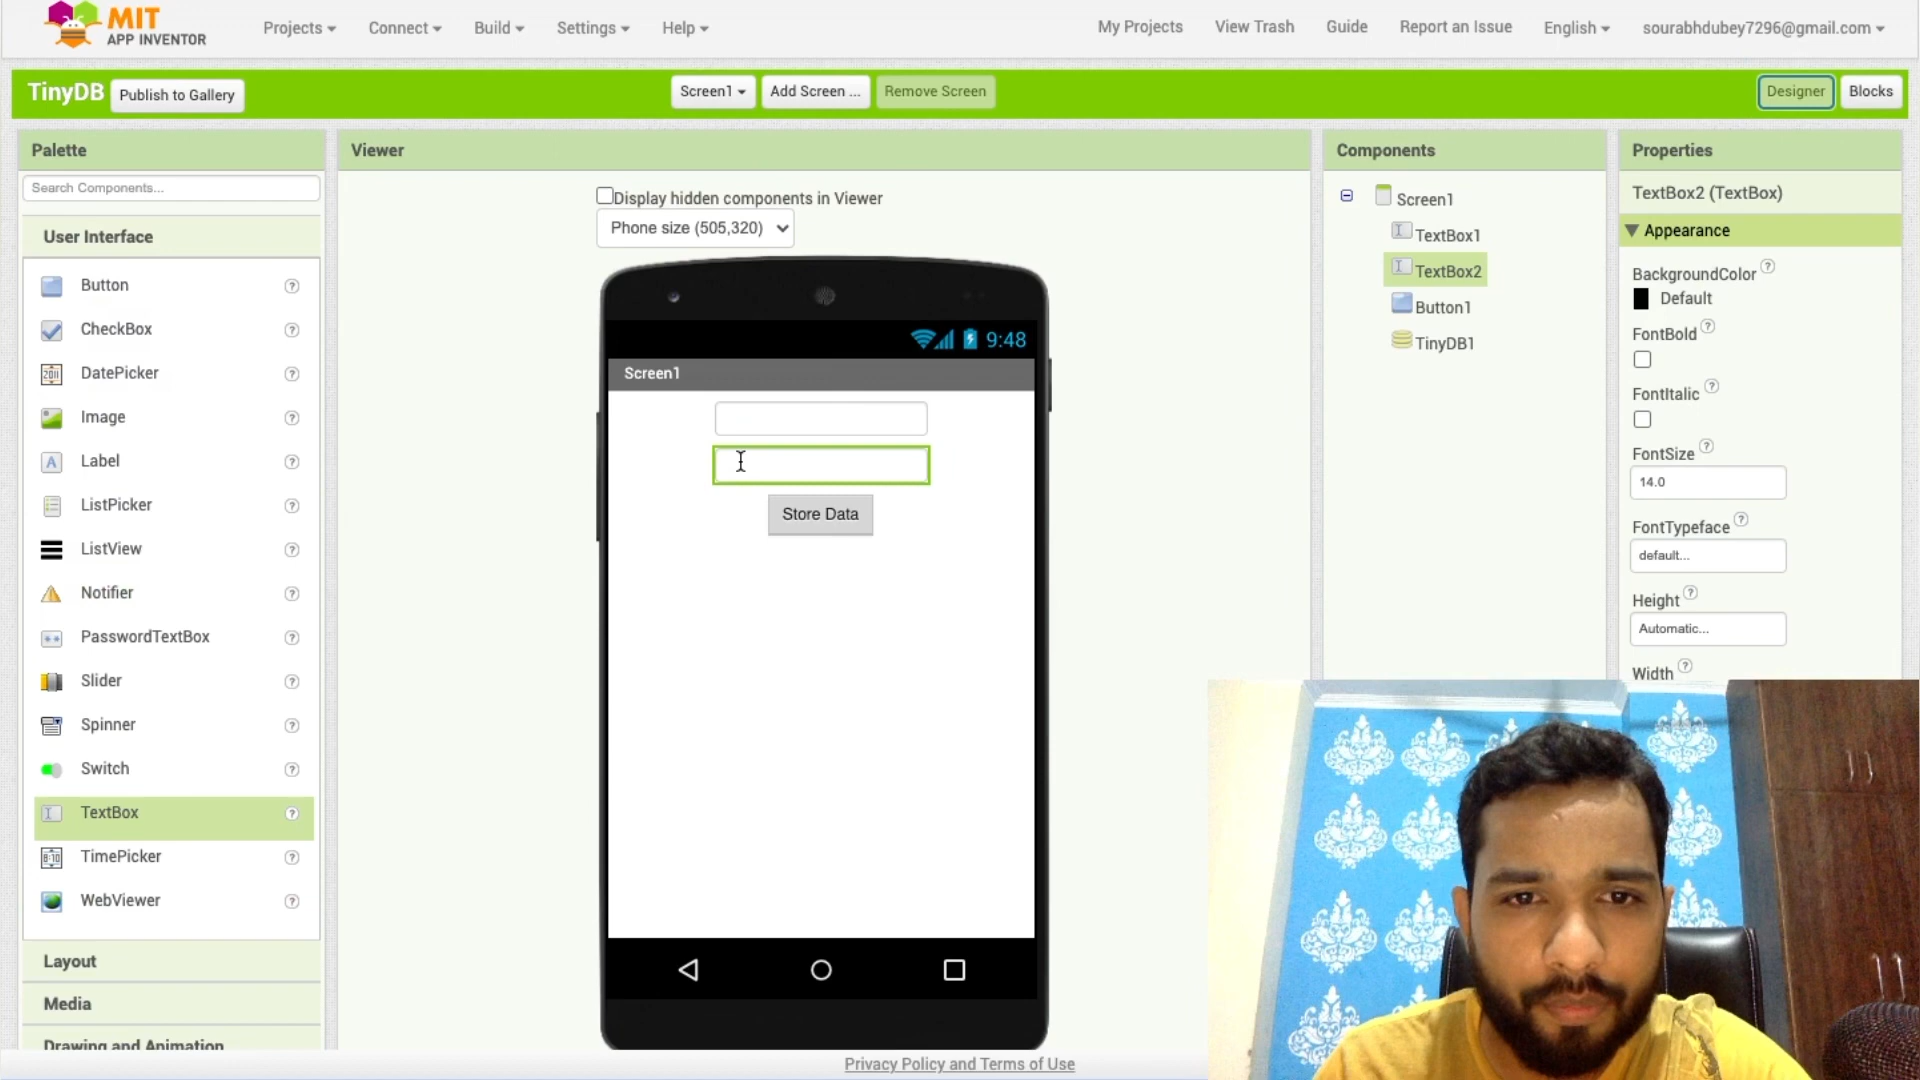 MIT
APP INVENTOR
Projects
Connect
Build
Settings
Help
My Projects
View Trash
Guide
Report an Issue
English
sourabhdubey7296@gmail.com
TinyDB
Publish to Gallery
Screen1
Add Screen ...
Remove Screen
Designer
Blocks
Palette
Search Components...
User Interface
Button
?
CheckBox
?
DatePicker
?
Image
?
Label
?
ListPicker
?
ListView
?
Notifier
?
PasswordTextBox
?
Slider
?
Spinner
?
Switch
?
TextBox
?
TimePicker
?
WebViewer
?
Layout
Media
Drawing and Animation
Viewer
Display hidden components in Viewer
Phone size (505,320)
9:48
Screen1
Store Data
Components
Screen1
TextBox1
TextBox2
Button1
TinyDB1
Properties
TextBox2 (TextBox)
Appearance
BackgroundColor ?
Default
FontBold ?
FontItalic ?
FontSize ?
14.0
FontTypeface ?
default...
Height ?
Automatic...
Width ?
Privacy Policy and Terms of Use